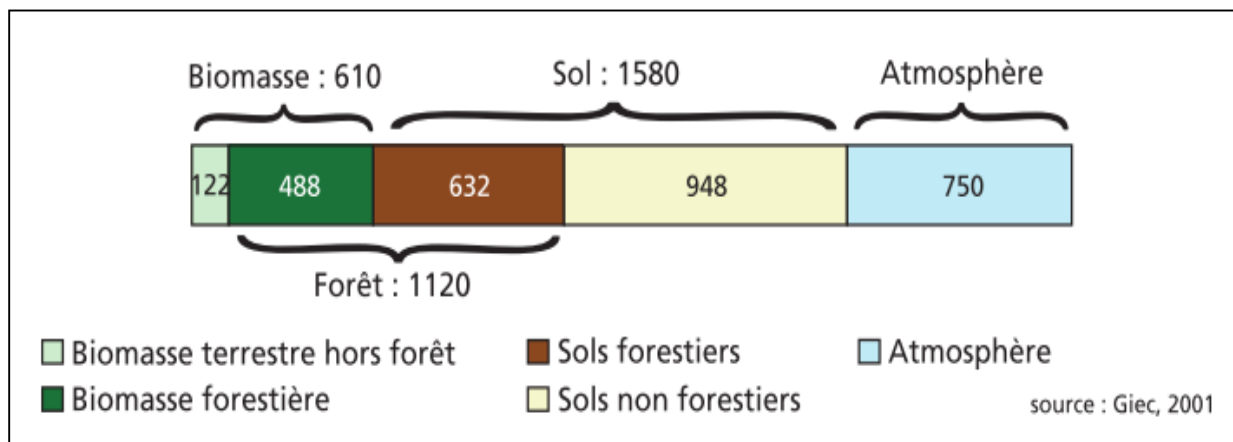 Biomasse : 610 Sol : 1580 Atmosphère
122 488 632 948 750
Forêt : 1120
Biomasse terrestre hors forêt Sols forestiers Atmosphère
Biomasse forestière Sols non forestiers source : Giec, 2001